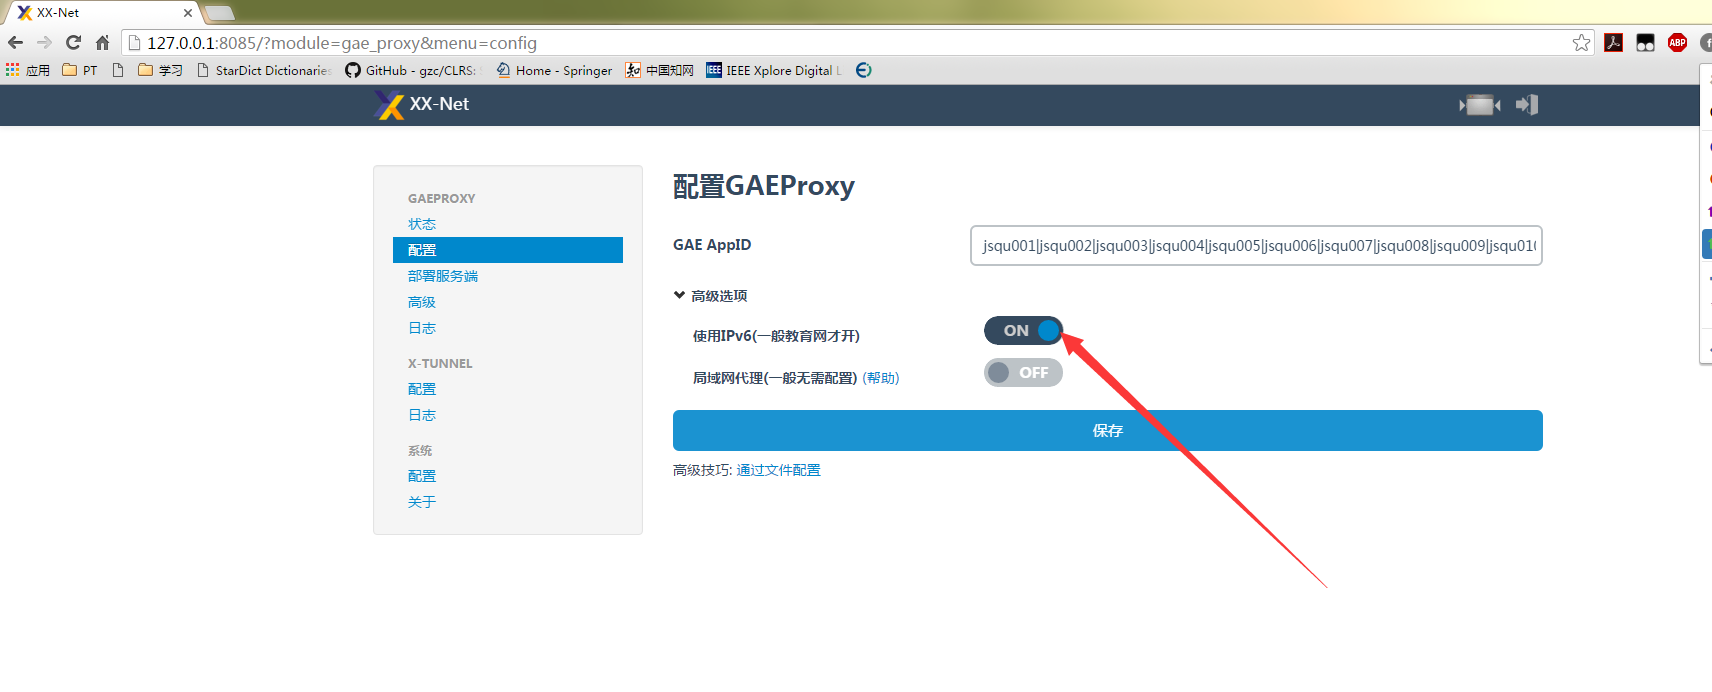 XX-Net
127.0.0.1:8085/?module=gae_proxy&menu=config
ABP
应用
PT
学习
StarDict Dictionaries
GitHub - gzc/CLRS:
Home - Springer
中国知网
IEEE
IEEE Xplore Digital L
XX-Net
GAEPROXY
状态
配置
部署服务端
高级
日志
X-TUNNEL
配置
日志
系统
配置
关于
配置GAEProxy
GAE AppID
jsqu001|jsqu002|jsqu003|jsqu004|jsqu005|jsqu006|jsqu007|jsqu008|jsqu009|jsqu010
高级选项
使用IPv6(一般教育网才开)
ON
局域网代理(一般无需配置) (帮助)
OFF
保存
高级技巧: 通过文件配置